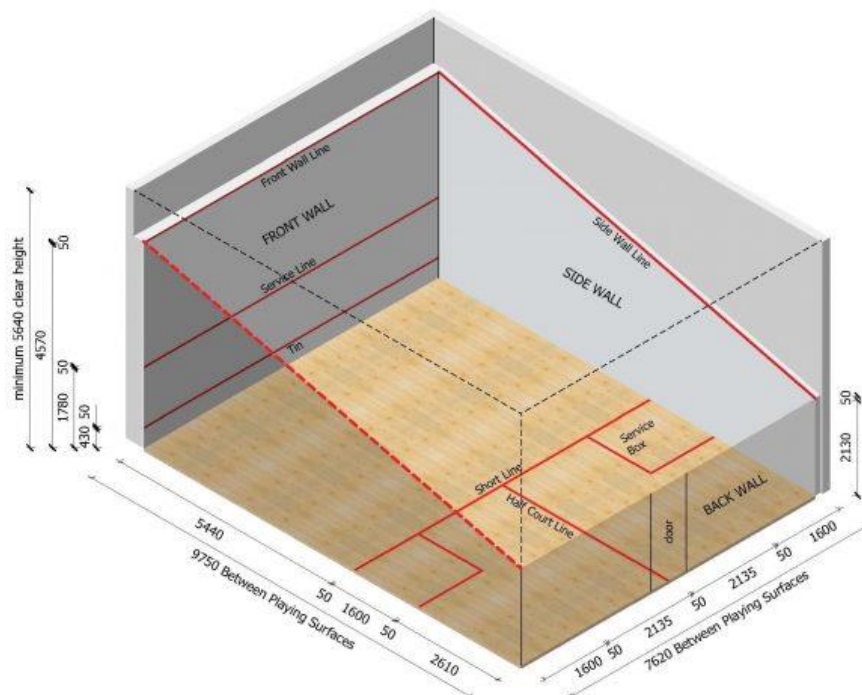 Front Wall Line
FRONT WALL
Service Line
Tin
Side Wall Line
SIDE WALL
Service
Box
Short Line
Half Court Line
door
BACK WALL
minimum 5640 clear height
4570
50
1780
50
430 50
50
2130
5440
50
1600
50
2610
9750 Between Playing Surfaces
1600
50
2135
50
2135
50
1600
7620 Between Playing Surfaces